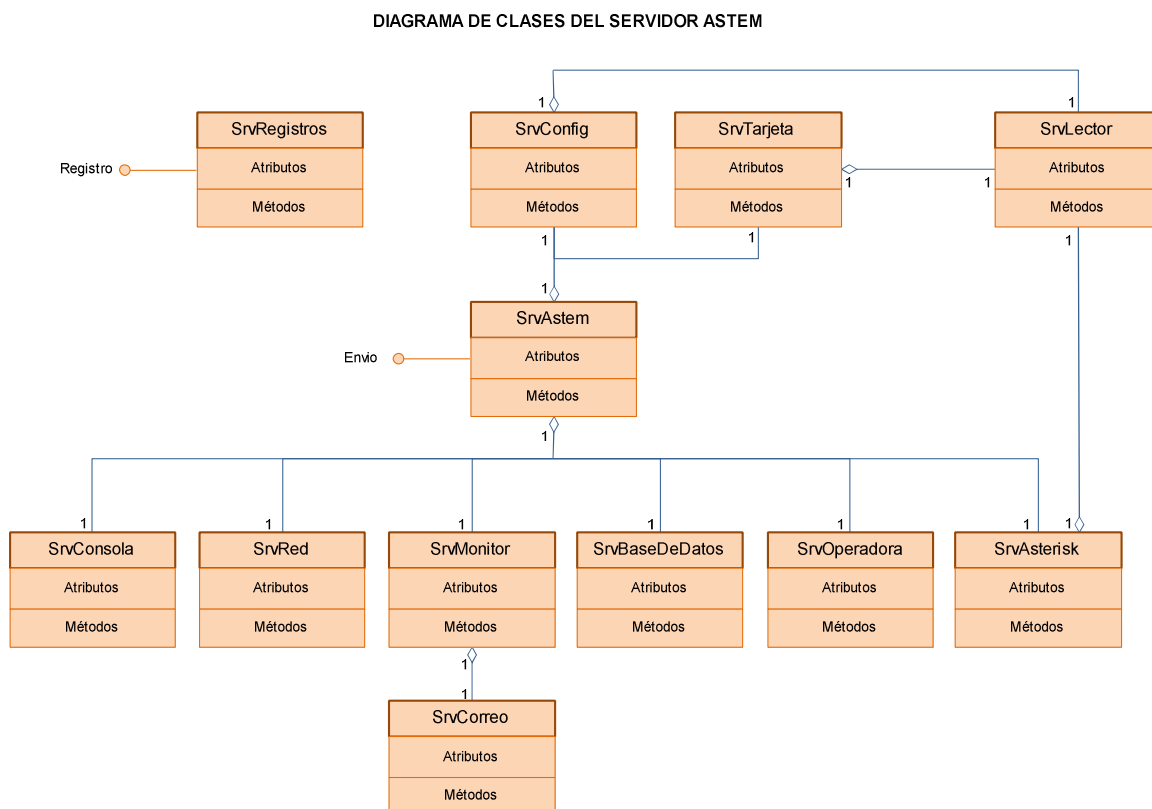 DIAGRAMA DE CLASES DEL SERVIDOR ASTEM
1 1
SrvRegistros SrvConfig SrvTarjeta SrvLector
Registro Atributos Atributos Atributos Atributos
1 1
Métodos Métodos Métodos Métodos
1 1 1
1
SrvAstem
Envio Atributos
Métodos
1
1 1 1 1 1 1 1
SrvConsola SrvRed SrvMonitor SrvBaseDeDatos SrvOperadora SrvAsterisk
Atributos Atributos Atributos Atributos Atributos Atributos
Métodos Métodos Métodos Métodos Métodos Métodos
1
1
SrvCorreo
Atributos
Métodos